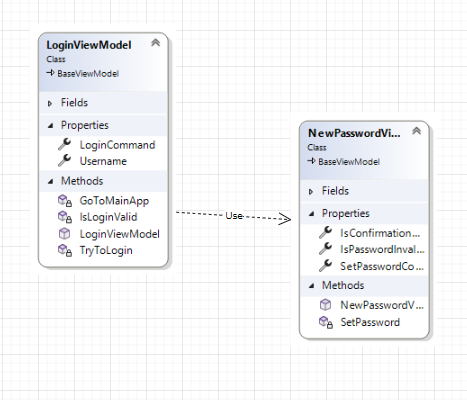 LoginViewModel
Class
BaseViewModel
Fields
Properties
LoginCommand
Username
Methods
GoToMainApp
IsLoginValid
LoginViewModel
TryToLogin
Use
NewPasswordVi...
Class
BaseViewModel
Fields
Properties
IsConfirmation...
IsPasswordInval...
SetPasswordCo...
Methods
NewPasswordV...
SetPassword